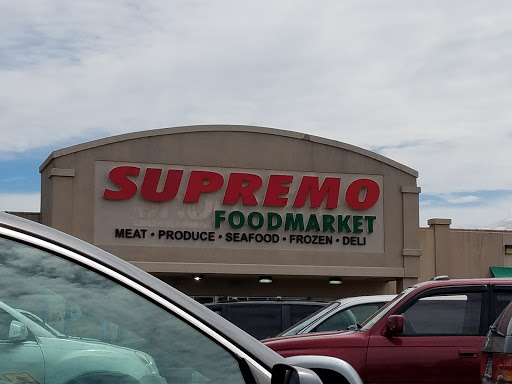 SUPREMO
FOODMARKET
MEAT • PRODUCE • SEAFOOD • FROZEN • DELI